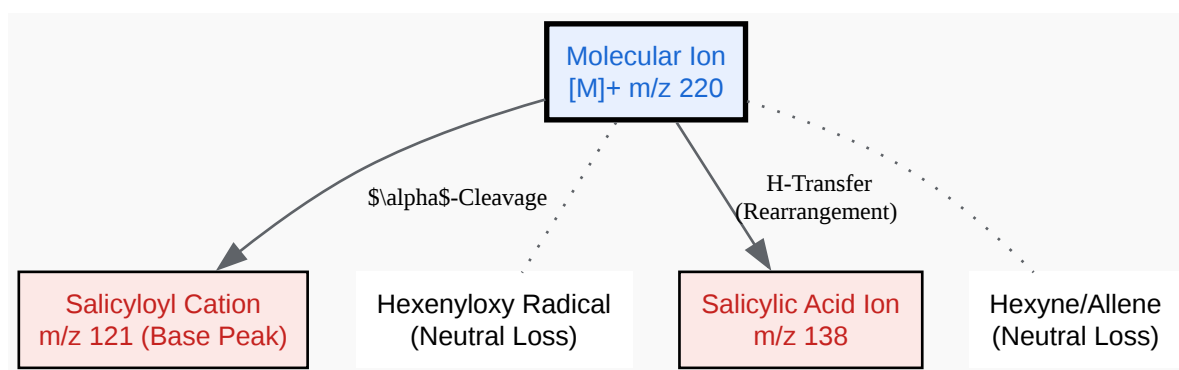 Molecular Ion
[M]+ m/z 220
$\alpha$-Cleavage
H-Transfer
(Rearrangement)
Salicyloyl Cation
m/z 121 (Base Peak)
Hexenyloxy Radical
(Neutral Loss)
Salicylic Acid Ion
m/z 138
Hexyne/Allene
(Neutral Loss)